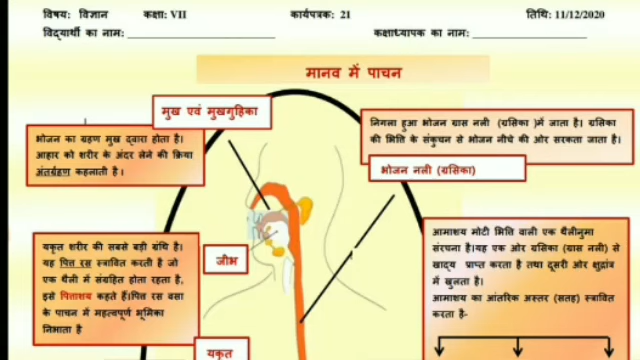 विषय: विज्ञान कक्षा: VII कार्यपत्रक: 21 तिथि: 11/12/2020
विद्यार्थी का नाम: कक्षाध्यापक का नाम:
मानव में पाचन
मुख एवं मुखगुहिका
भोजन का ग्रहण मुख द्वारा होता है।
आहार को शरीर के अंदर लेने की क्रिया
अंतर्ग्रहण कहलाती है ।
निगला हुआ भोजन ग्रास नली (ग्रसिका )में जाता है। ग्रसिका
की भित्ति के संकुचन से भोजन नीचे की ओर सरकता जाता है।
भोजन नली (ग्रसिका)
यकृत शरीर की सबसे बड़ी ग्रंथि है।
यह पित्त रस स्त्रावित करती है जो
एक थैली में संग्रहित होता रहता है,
इसे पित्ताशय कहते हैं।पित्त रस वसा
के पाचन में महत्वपूर्ण भूमिका
निभाता है
जीभ
यकृत
आमाशय मोटी भित्ति वाली एक थैलीनुमा
संरचना है।यह एक ओर ग्रसिका (ग्रास नली) से
खाद्य प्राप्त करता है तथा दूसरी ओर क्षुद्रांत्र
में खुलता है।
आमाशय का आंतरिक अस्तर (सतह) स्त्रावित
करता है-